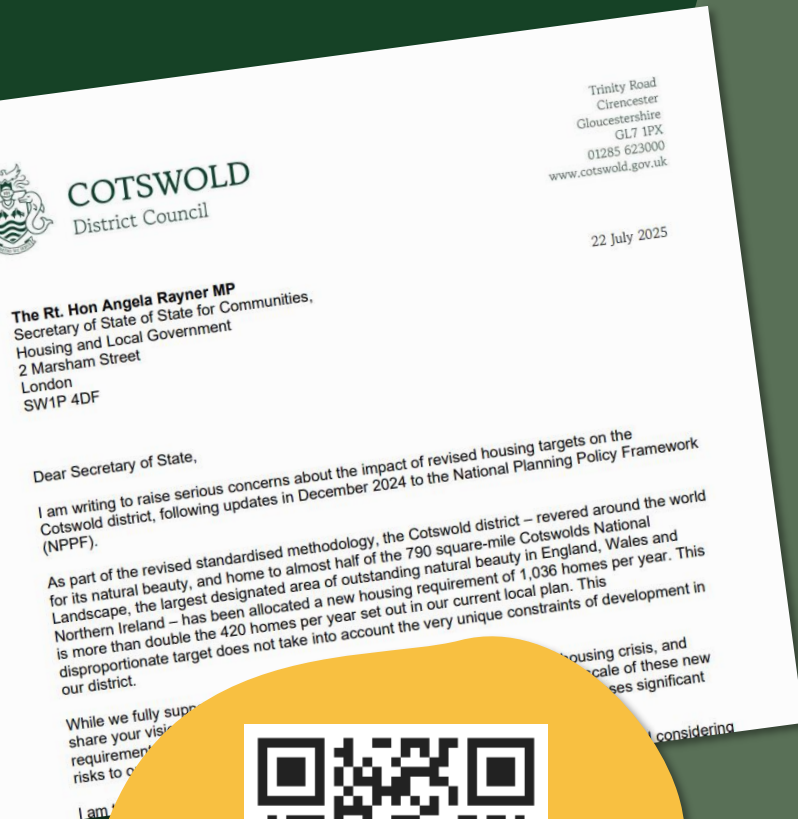 Trinity Road
Cirencester
Gloucestershire
GL7 1PX
01285 623000
www.cotswold.gov.uk
COTSWOLD
District Council
22 July 2025
The Rt. Hon Angela Rayner MP
Secretary of State of State for Communities,
Housing and Local Government
2 Marsham Street
London
SW1P 4DF
Dear Secretary of State,
I am writing to raise serious concerns about the impact of revised housing targets on the
Cotswold district, following updates in December 2024 to the National Planning Policy Framework
(NPPF).
As part of the revised standardised methodology, the Cotswold district – revered around the world
for its natural beauty, and home to almost half of the 790 square-mile Cotswolds National
Landscape, the largest designated area of outstanding natural beauty in England, Wales and
Northern Ireland – has been allocated a new housing requirement of 1,036 homes per year. This
is more than double the 420 homes per year set out in our current local plan. This
disproportionate target does not take into account the very unique constraints of development in
our district.
While we fully housing crisis, and
share your scale of these new
significant
risks to
I am considering